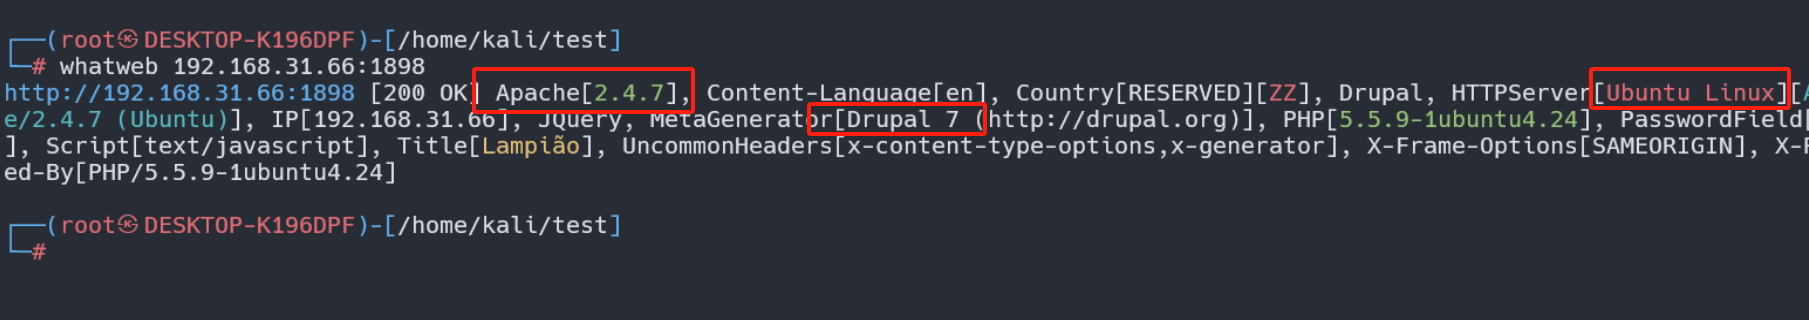 ┌──(root㉿DESKTOP-K196DPF)-[/home/kali/test]
└─# whatweb 192.168.31.66:1898
http://192.168.31.66:1898 [200 OK] Apache[2.4.7], Content-Language[en], Country[RESERVED][ZZ], Drupal, HTTPServer[Ubuntu Linux][A
e/2.4.7 (Ubuntu)], IP[192.168.31.66], JQuery, MetaGenerator[Drupal 7 (http://drupal.org)], PHP[5.5.9-1ubuntu4.24], PasswordField[
], Script[text/javascript], Title[Lampião], UncommonHeaders[x-content-type-options,x-generator], X-Frame-Options[SAMEORIGIN], X-P
ed-By[PHP/5.5.9-1ubuntu4.24]
┌──(root㉿DESKTOP-K196DPF)-[/home/kali/test]
└─#